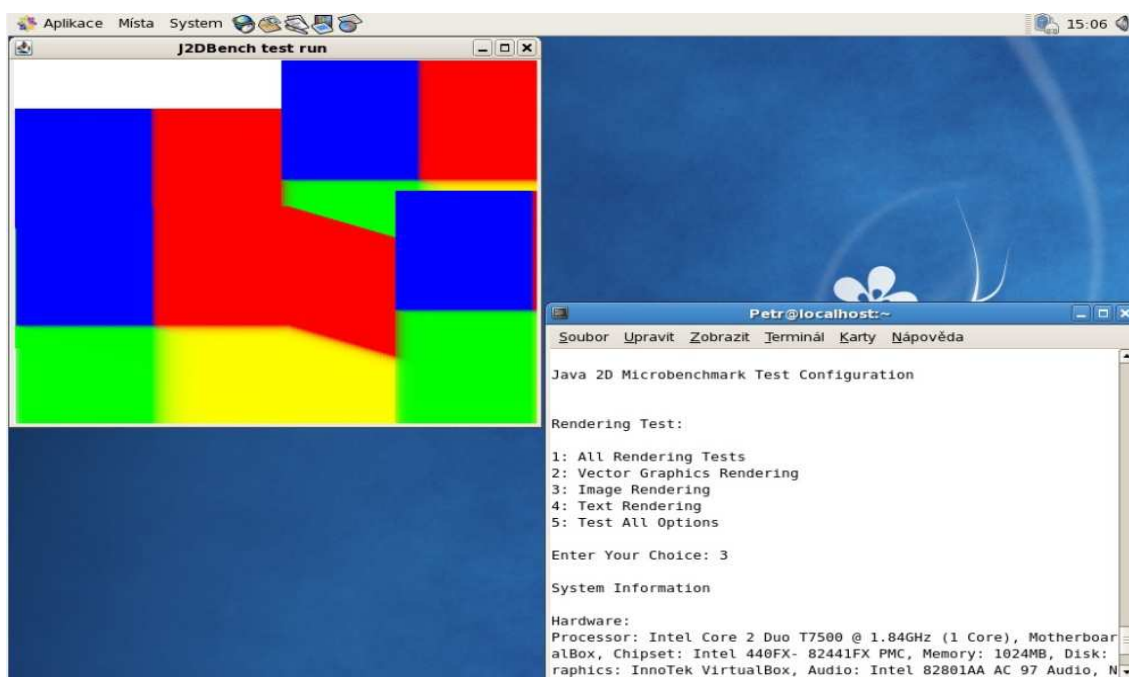 Aplikace Místa System 15:06
J2DBench test run
Petr@localhost:~
Soubor Upravit Zobrazit Terminál Karty Nápověda
Java 2D Microbenchmark Test Configuration
Rendering Test:
1: All Rendering Tests
2: Vector Graphics Rendering
3: Image Rendering
4: Text Rendering
5: Test All Options
Enter Your Choice: 3
System Information
Hardware:
Processor: Intel Core 2 Duo T7500 @ 1.84GHz (1 Core), Motherboar
alBox, Chipset: Intel 440FX- 82441FX PMC, Memory: 1024MB, Disk:
raphics: InnoTek VirtualBox, Audio: Intel 82801AA AC 97 Audio, N